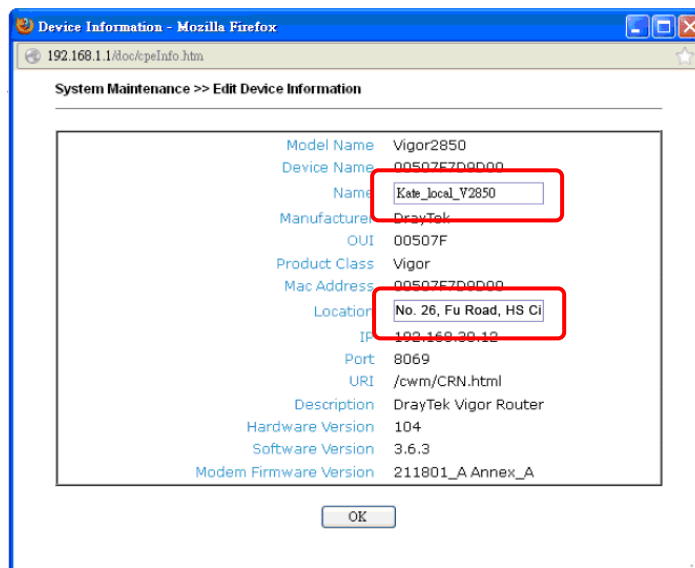 Device Information - Mozilla Firefox
192.168.1.1/doc/cpeInfo.htm
System Maintenance >> Edit Device Information
Model Name Vigor2850
Device Name 00507F7D9D00
Name Kate_local_V2850
Manufacturer DrayTek
OUI 00507F
Product Class Vigor
Mac Address 00507F7D9D00
Location No. 26, Fu Road, HS Ci
IP 192.168.30.12
Port 8069
URI /cwm/CRN.html
Description DrayTek Vigor Router
Hardware Version 104
Software Version 3.6.3
Modem Firmware Version 211801_A Annex_A
OK